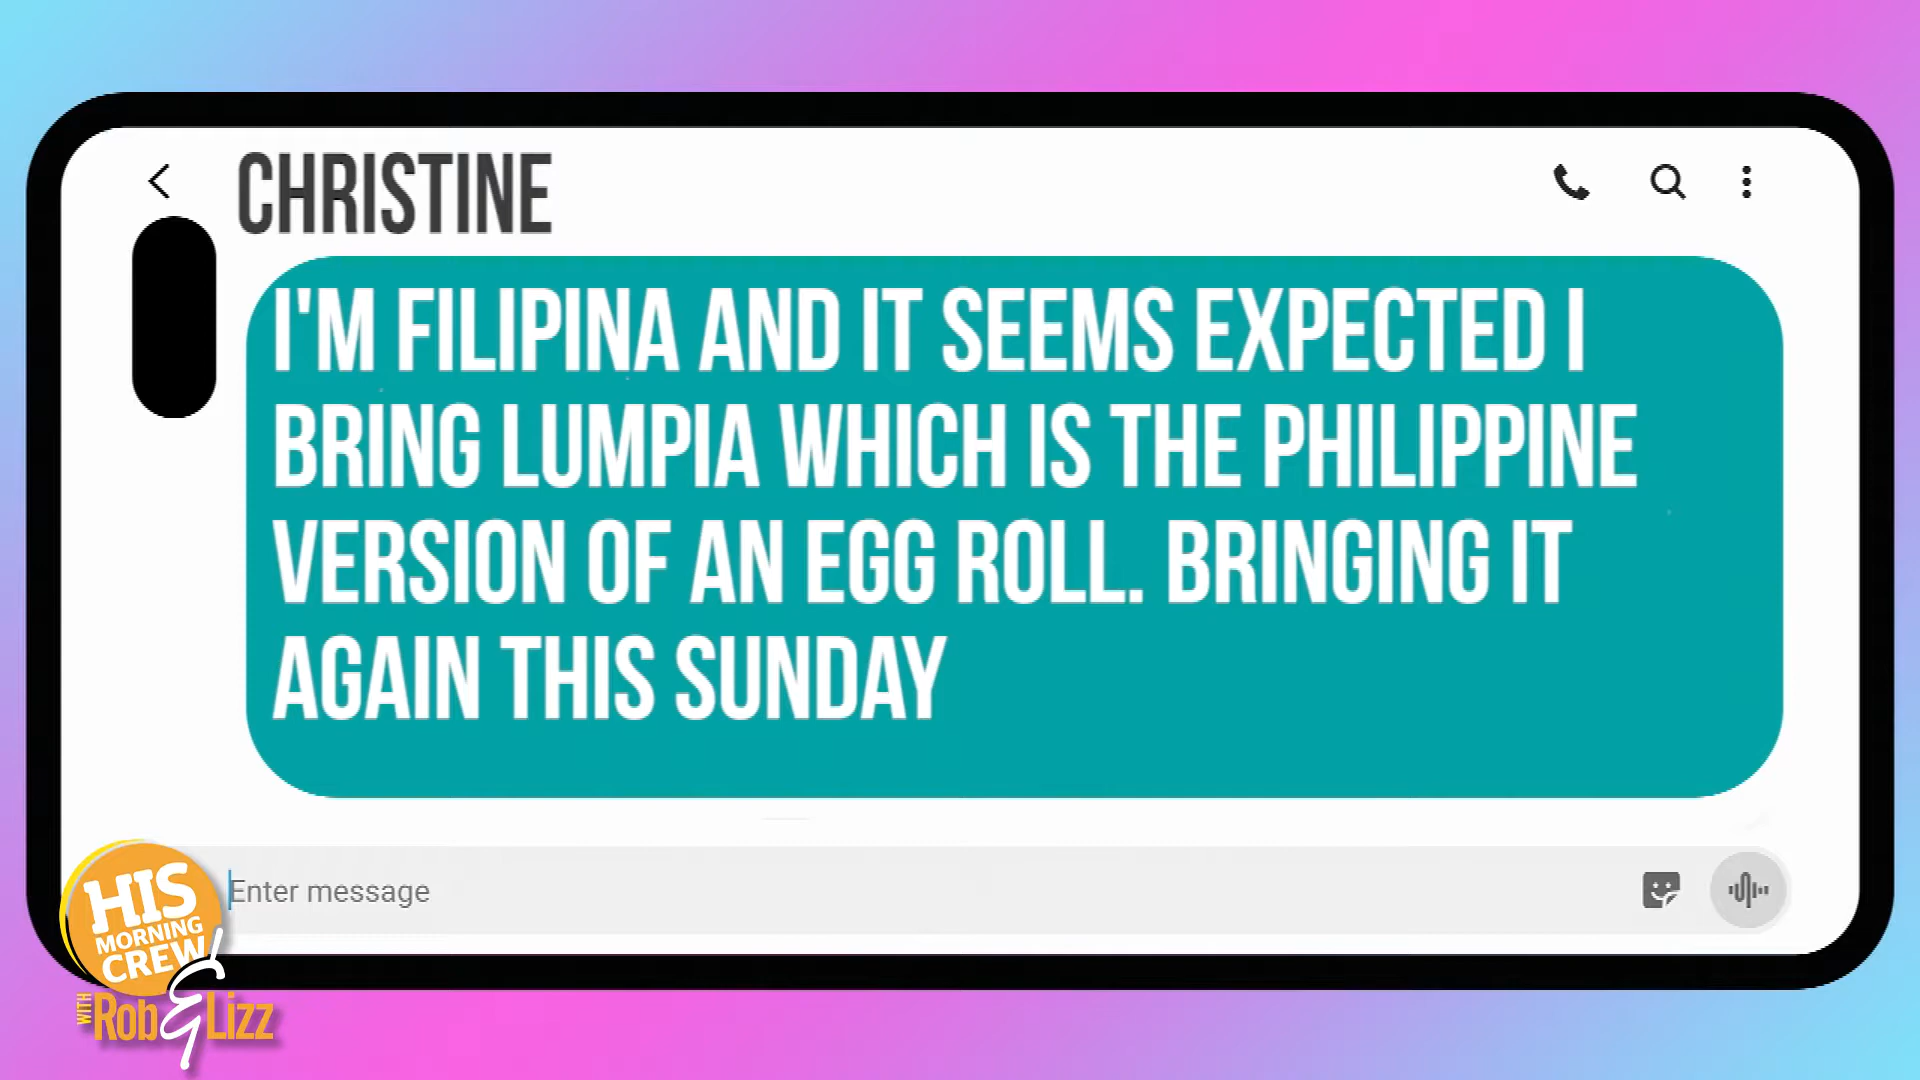 CHRISTINE
I'M FILIPINA AND IT SEEMS EXPECTED I
BRING LUMPIA WHICH IS THE PHILIPPINE
VERSION OF AN EGG ROLL. BRINGING IT
AGAIN THIS SUNDAY
Enter message
HIS
MORNING
CREW
WITH Rob & Lizz